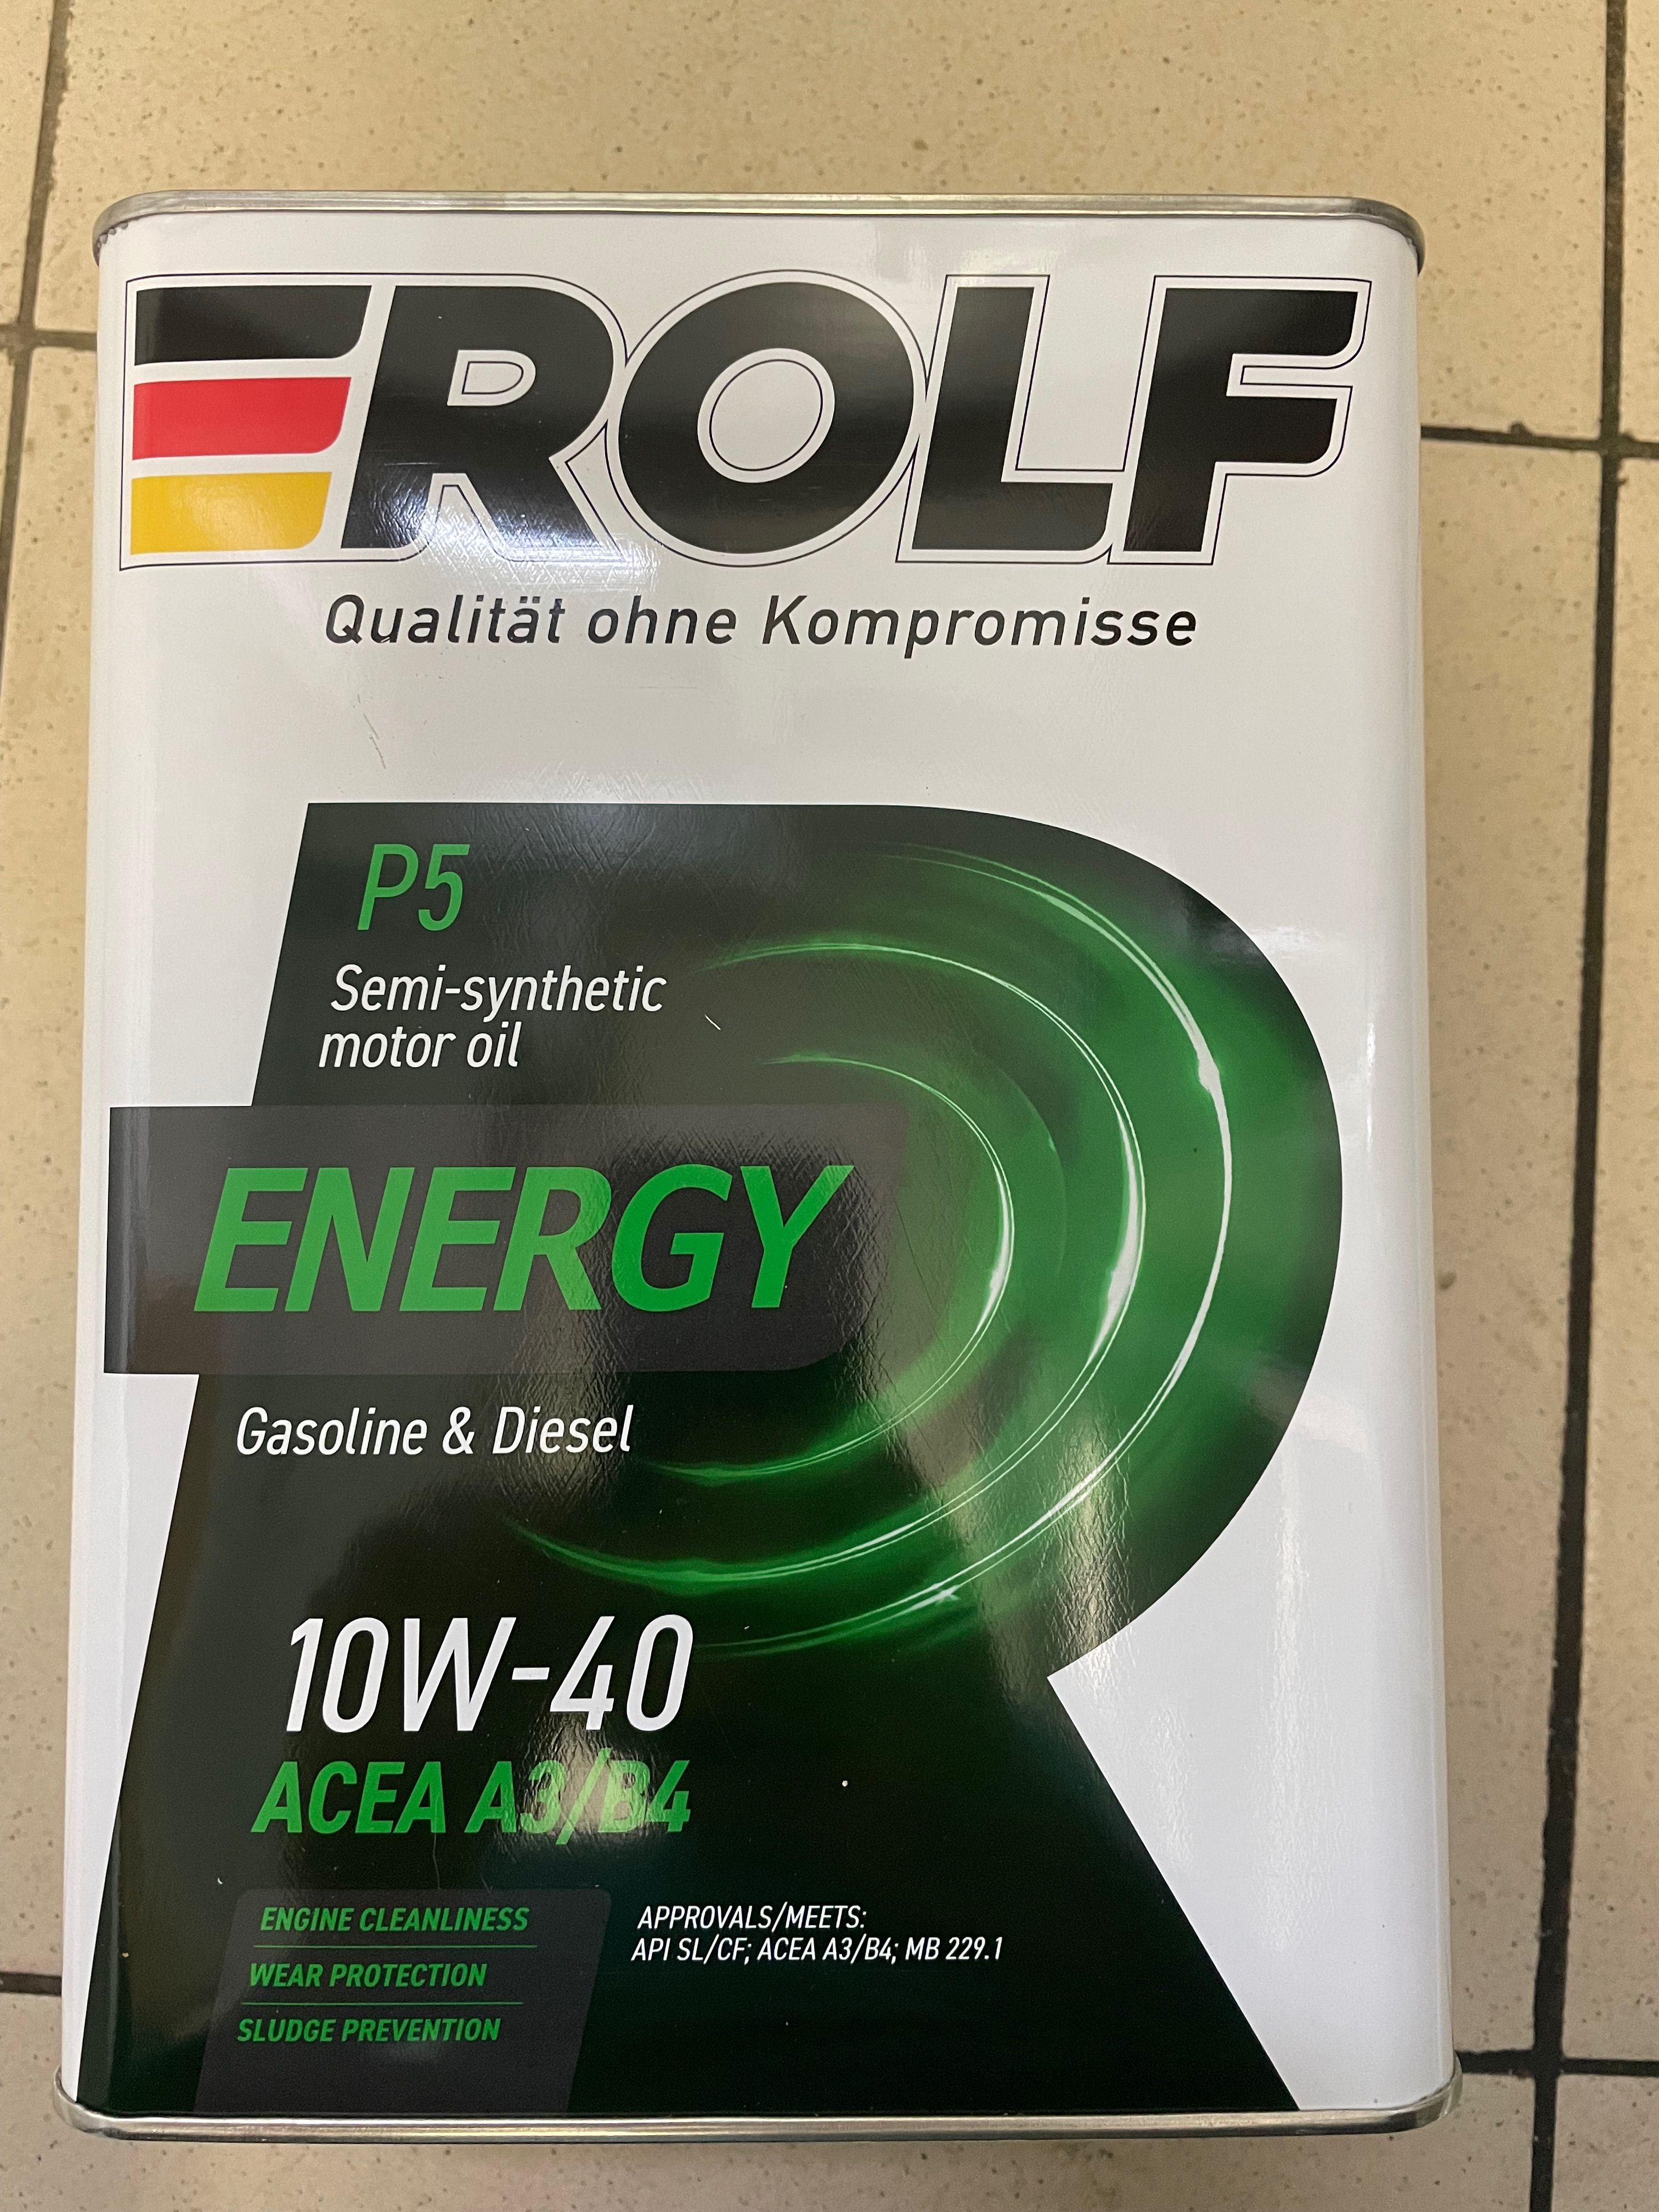 ROLF
Qualität ohne Kompromisse
P5
Semi-synthetic
motor oil
ENERGY
Gasoline & Diesel
10W-40
ACEA A3/B4
ENGINE CLEANLINESS
WEAR PROTECTION
SLUDGE PREVENTION
APPROVALS/MEETS:
API SL/CF; ACEA A3/B4; MB 229.1